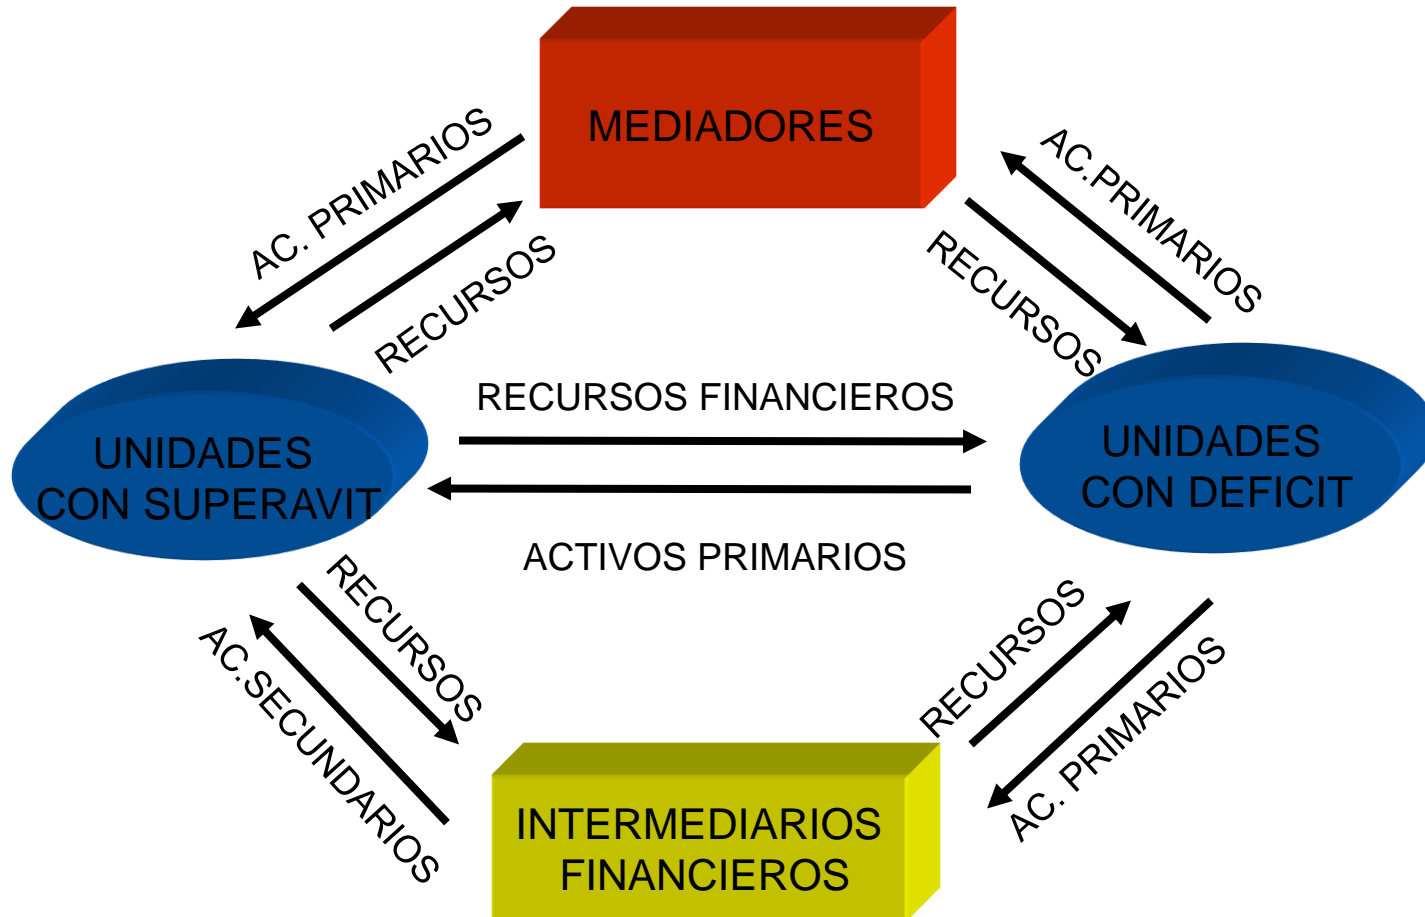 MEDIADORES
AC. PRIMARIOS
RECURSOS
AC.PRIMARIOS
RECURSOS
RECURSOS FINANCIEROS
UNIDADES
CON SUPERAVIT
UNIDADES
CON DEFICIT
ACTIVOS PRIMARIOS
RECURSOS
AC.SECUNDARIOS
RECURSOS
AC. PRIMARIOS
INTERMEDIARIOS
FINANCIEROS